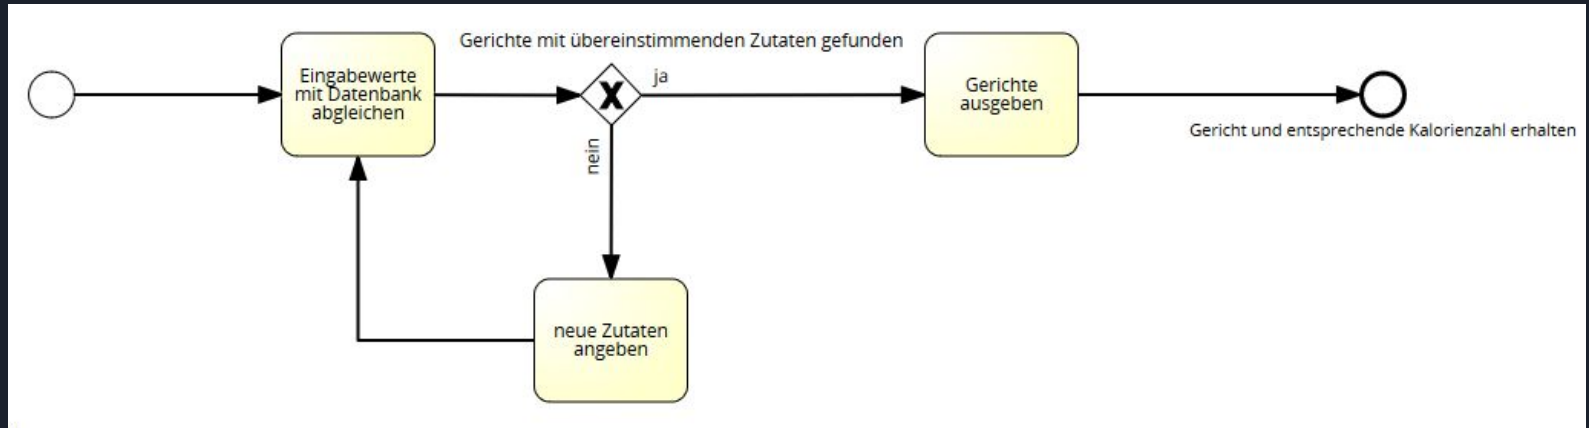 Gerichte mit übereinstimmenden Zutaten gefunden
Eingabewerte
mit Datenbank
abgleichen
X
ja
Gerichte
ausgeben
Gericht und entsprechende Kalorienzahl erhalten
nein
neue Zutaten
angeben